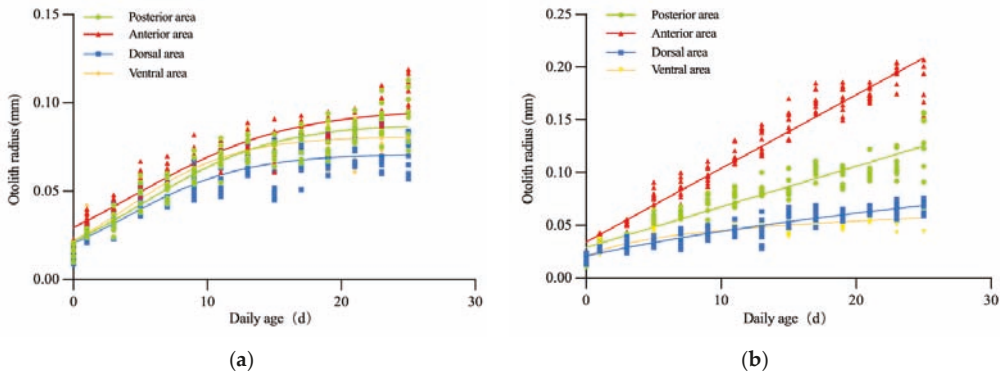 0.15
0.10
0.05
0.00
Otolith radius (mm)
Posterior area
Anterior area
Dorsal area
Ventral area
0
10
20
30
Daily age (d)
(a)
0.25
0.20
0.15
0.10
0.05
0.00
Otolith radius (mm)
Posterior area
Anterior area
Dorsal area
Ventral area
0
10
20
30
Daily age (d)
(b)